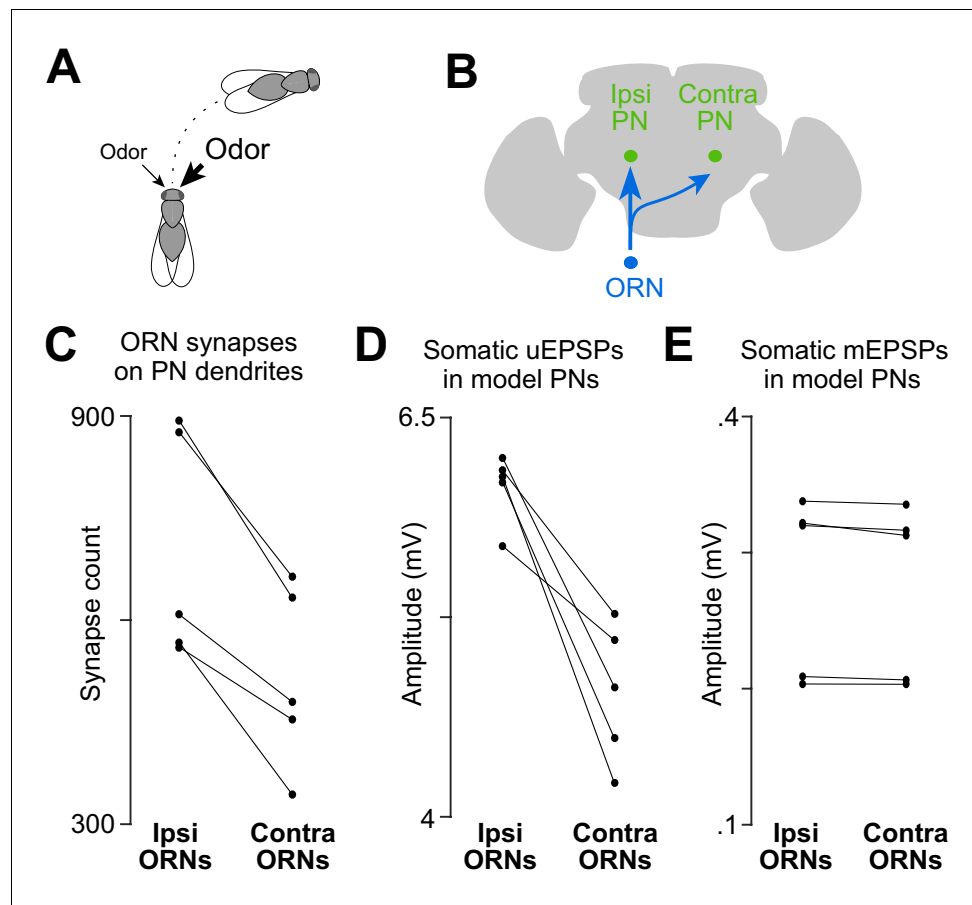 A
Odor
Odor
B
Ipsi
PN
Contra
PN
ORN
C
ORN synapses
on PN dendrites
900
Synapse count
300
Ipsi
ORNs
Contra
ORNs
D
Somatic uEPSPs
in model PNs
6.5
Amplitude (mV)
4
Ipsi
ORNs
Contra
ORNs
E
Somatic mEPSPs
in model PNs
.4
Amplitude (mV)
.1
Ipsi
ORNs
Contra
ORNs